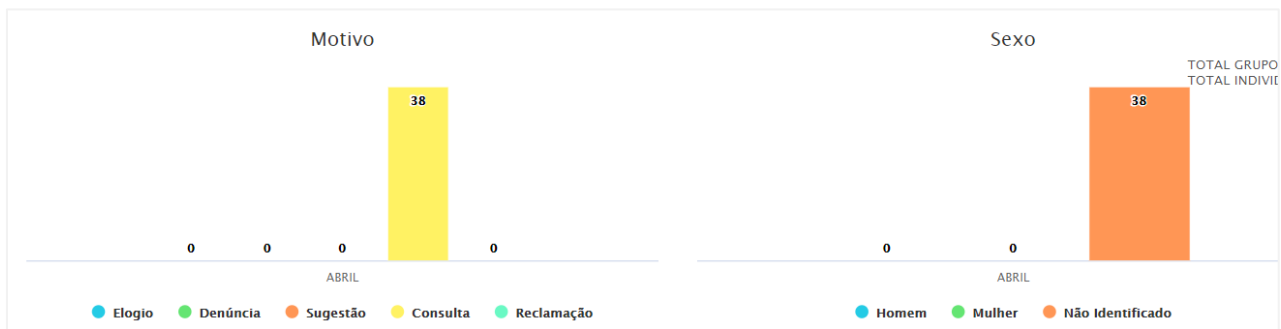 Motivo
38
0 0 0 0
ABRIL
Elogio Denúncia Sugestão Consulta Reclamação
Sexo
TOTAL GRUPO
TOTAL INDIVID
38
0 0
ABRIL
Homem Mulher Não Identificado